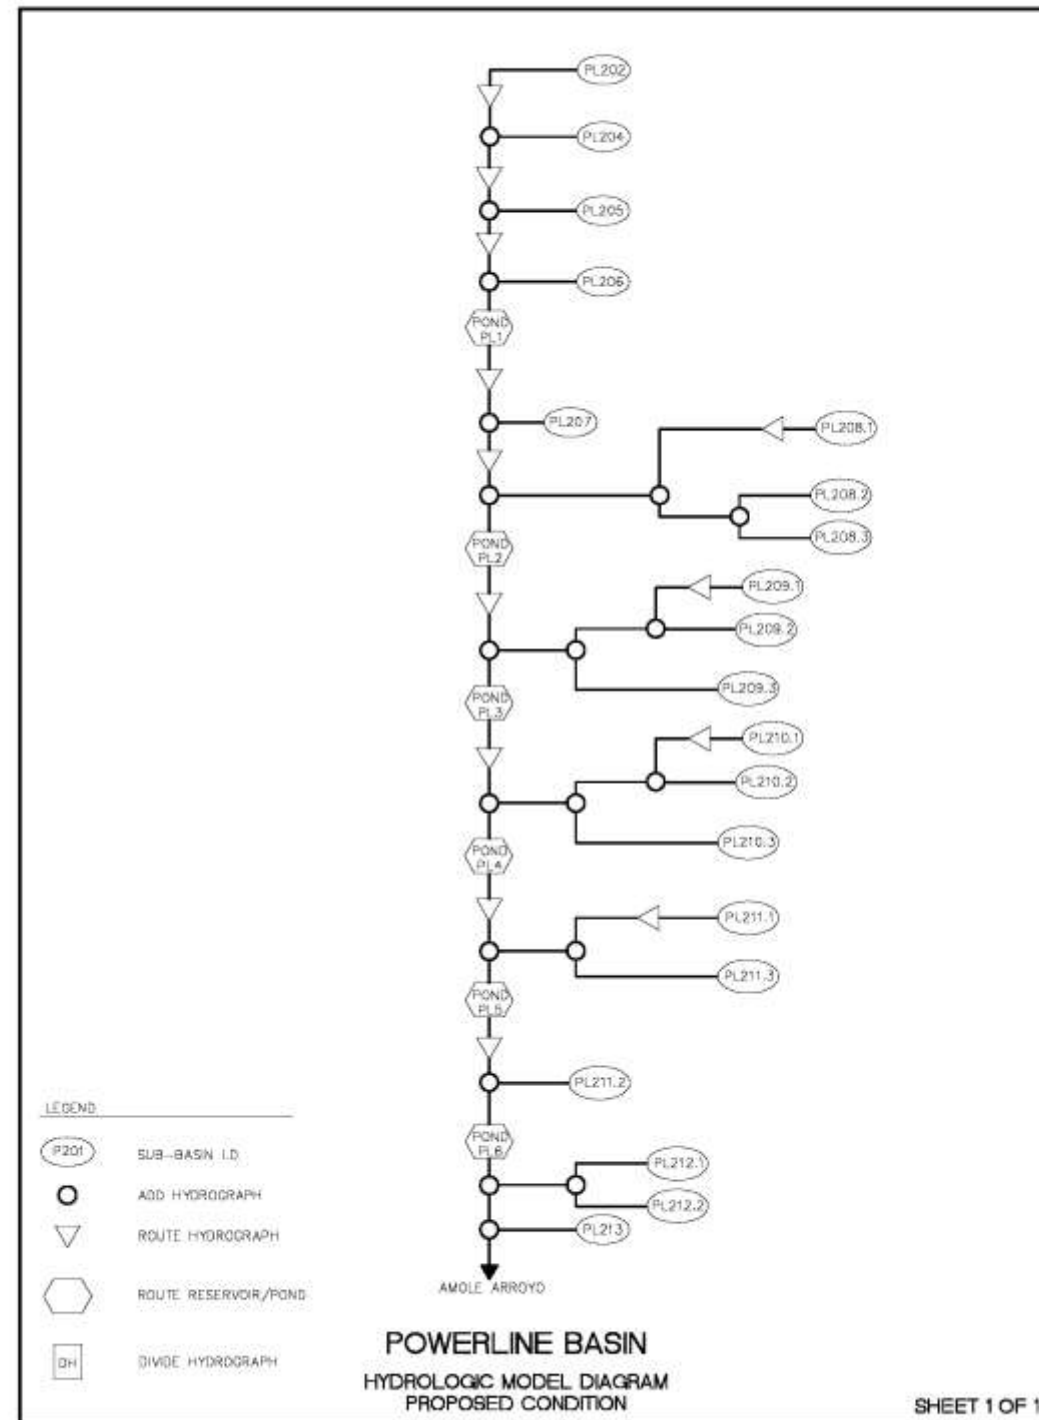 PL202
PL204
PL205
PL206
POND
PL1
PL207
PL208.1
PL208.2
PL208.3
POND
PL2
PL209.1
PL209.2
PL209.3
POND
PL3
PL210.1
PL210.2
PL210.3
POND
PL4
PL211.1
PL211.3
POND
PL5
PL211.2
POND
PL6
PL212.1
PL212.2
PL213
AMOLE ARROYO
LEGEND
P201 SUB-BASIN I.D
ADD HYDROGRAPH
ROUTE HYDROGRAPH
ROUTE RESERVOIR/POND
DH DIVIDE HYDROGRAPH
POWERLINE BASIN
HYDROLOGIC MODEL DIAGRAM
PROPOSED CONDITION
SHEET 1 OF 1